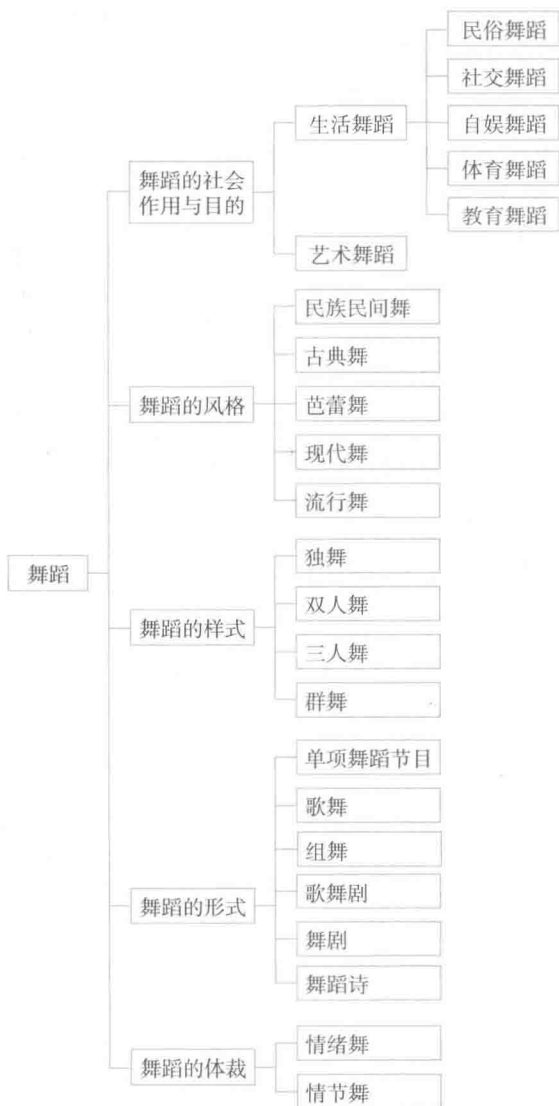 民俗舞蹈
社交舞蹈
生活舞蹈
自娱舞蹈
舞蹈的社会
作用与目的
体育舞蹈
教育舞蹈
艺术舞蹈
民族民间舞
古典舞
舞蹈的风格
芭蕾舞
现代舞
流行舞
舞蹈
独舞
双人舞
舞蹈的样式
三人舞
群舞
单项舞蹈节目
歌舞
组舞
舞蹈的形式
歌舞剧
舞剧
舞蹈诗
舞蹈的体裁
情绪舞
情节舞